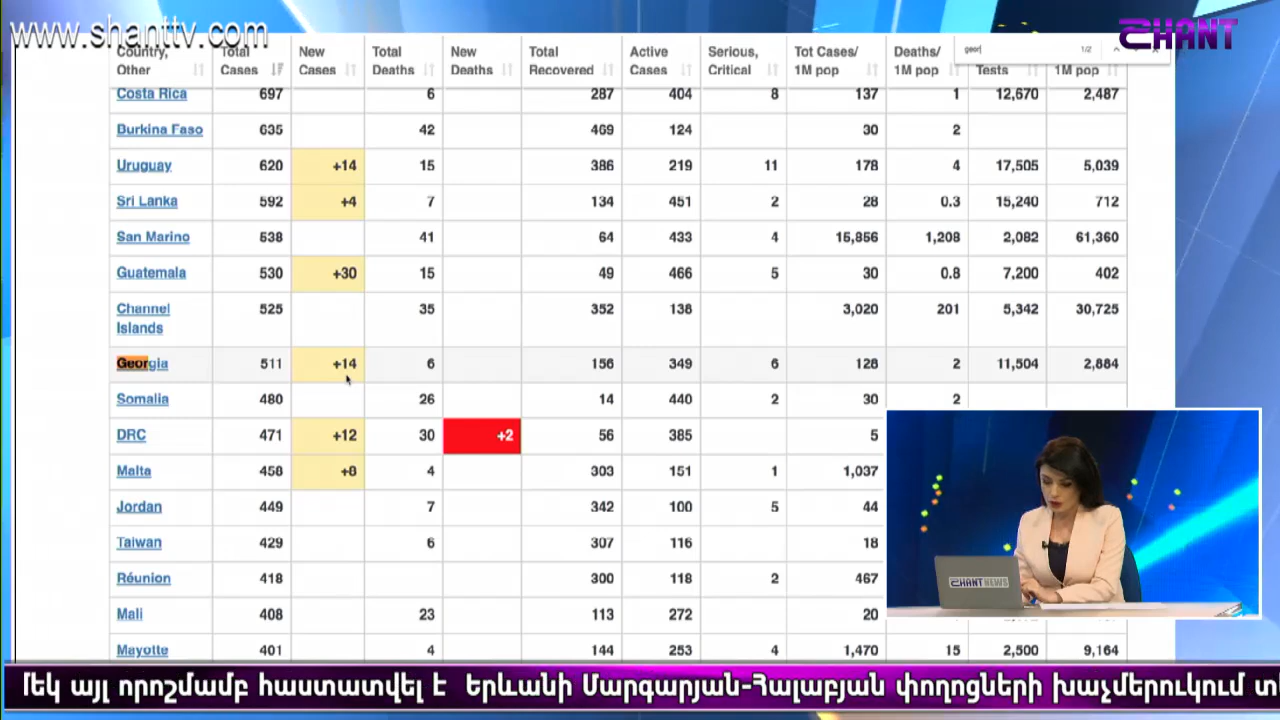 www.shanttv.com
SHANT
geor 1/2
Country, Other Total Cases New Cases Total Deaths New Deaths Total Recovered Active Cases Serious, Critical Tot Cases/ 1M pop Deaths/ 1M pop Tests 1M pop
Costa Rica 697 6 287 404 8 137 1 12,670 2,487
Burkina Faso 635 42 469 124 30 2
Uruguay 620 +14 15 386 219 11 178 4 17,505 5,039
Sri Lanka 592 +4 7 134 451 2 28 0.3 15,240 712
San Marino 538 41 64 433 4 15,856 1,208 2,082 61,360
Guatemala 530 +30 15 49 466 5 30 0.8 7,200 402
Channel Islands 525 35 352 138 3,020 201 5,342 30,725
Georgia 511 +14 6 156 349 6 128 2 11,504 2,884
Somalia 480 26 14 440 2 30 2
DRC 471 +12 30 +2 56 385 5
Malta 458 +8 4 303 151 1 1,037
Jordan 449 7 342 100 5 44
Taiwan 429 6 307 116 18
Réunion 418 300 118 2 467
Mali 408 23 113 272 20
Mayotte 401 4 144 253 4 1,470 15 2,500 9,164
SHANT NEWS
Մեկ այլ որոշմամբ հաստատվել է Երևանի Մարգարյան-Հալաբյան փողոցների խաչմերուկում տ